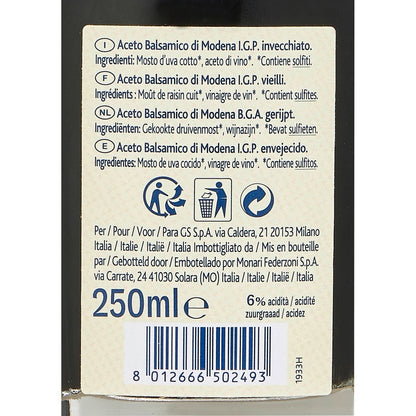 I Aceto Balsamico di Modena I.G.P. invecchiato.
Ingredienti: Mosto d'uva cotto*, aceto di vino*. *Contiene solfiti.
F Aceto Balsamico di Modena I.G.P. vieilli.
Ingrédients: Moût de raisin cuit*, vinaigre de vin*. *Contient sulfites.
NL Aceto Balsamico di Modena B.G.A. gerijpt.
Ingrediënten: Gekookte druivenmost*, wijnazijn*. *Bevat sulfieten.
E Aceto Balsamico di Modena I.G.P. envejecido.
Ingredientes: Mosto de uva cocido*, vinagre de vino*. *Contiene sulfitos.
Per / Pour / Voor / Para GS S.p.A. via Caldera, 21 20153 Milano
Italia / Italie / Italië / Italia Imbottigliato da / Mis en bouteille
par / Gebotteld door / Embotellado por Monari Federzoni S.p.A.
via Carrate, 24 41030 Solara (MO) Italia / Italie / Italië / Italia
250ml e
6% acidità / acidité
zuurgraaad / acidez
1933H
8 012666 502493